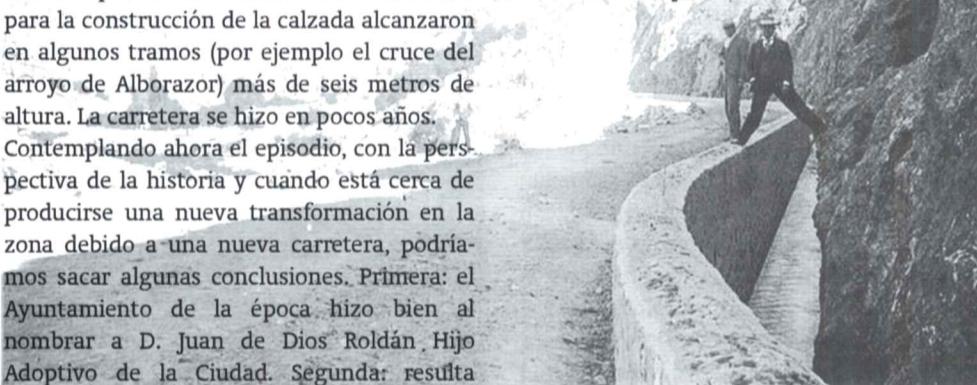 para la construcción de la calzada alcanzaron
en algunos tramos (por ejemplo el cruce del
arroyo de Alborazor) más de seis metros de
altura. La carretera se hizo en pocos años.
Contemplando ahora el episodio, con la pers-
pectiva de la historia y cuando está cerca de
producirse una nueva transformación en la
zona debido a una nueva carretera, podría-
mos sacar algunas conclusiones. Primera: el
Ayuntamiento de la época hizo bien al
nombrar a D. Juan de Dios Roldán Hijo
Adoptivo de la Ciudad. Segunda: resulta